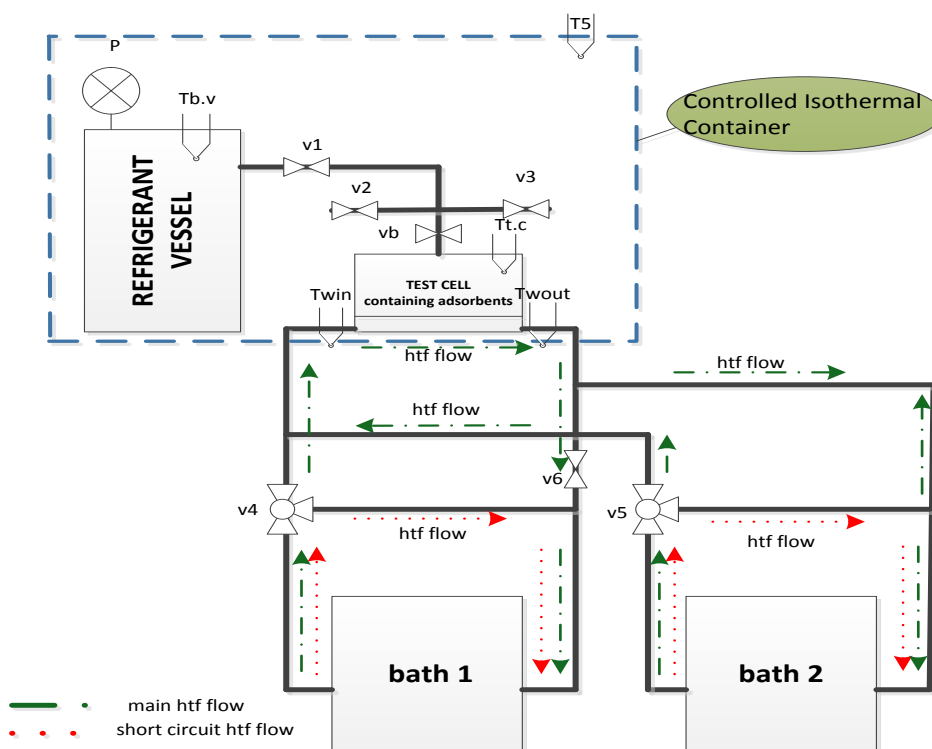 T5
P
Controlled Isothermal
Container
Tb.v
v1
v2
v3
REFRIGERANT
VESSEL
vb
Tt.c
TEST CELL
containing adsorbents
Twin
Twout
htf flow
htf flow
htf flow
v6
v4
v5
htf flow
htf flow
bath 1
bath 2
main htf flow
short circuit htf flow